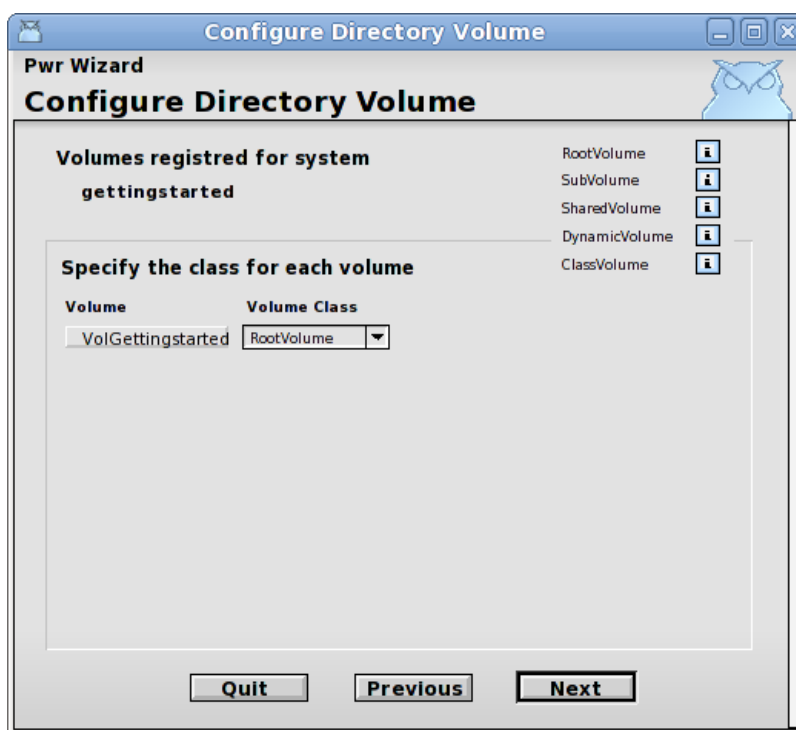 Configure Directory Volume
Pwr Wizard
Configure Directory Volume
Volumes registred for system
gettingstarted
RootVolume i
SubVolume i
SharedVolume i
DynamicVolume i
ClassVolume i
Specify the class for each volume
Volume Volume Class
VolGettingstarted RootVolume
Quit Previous Next